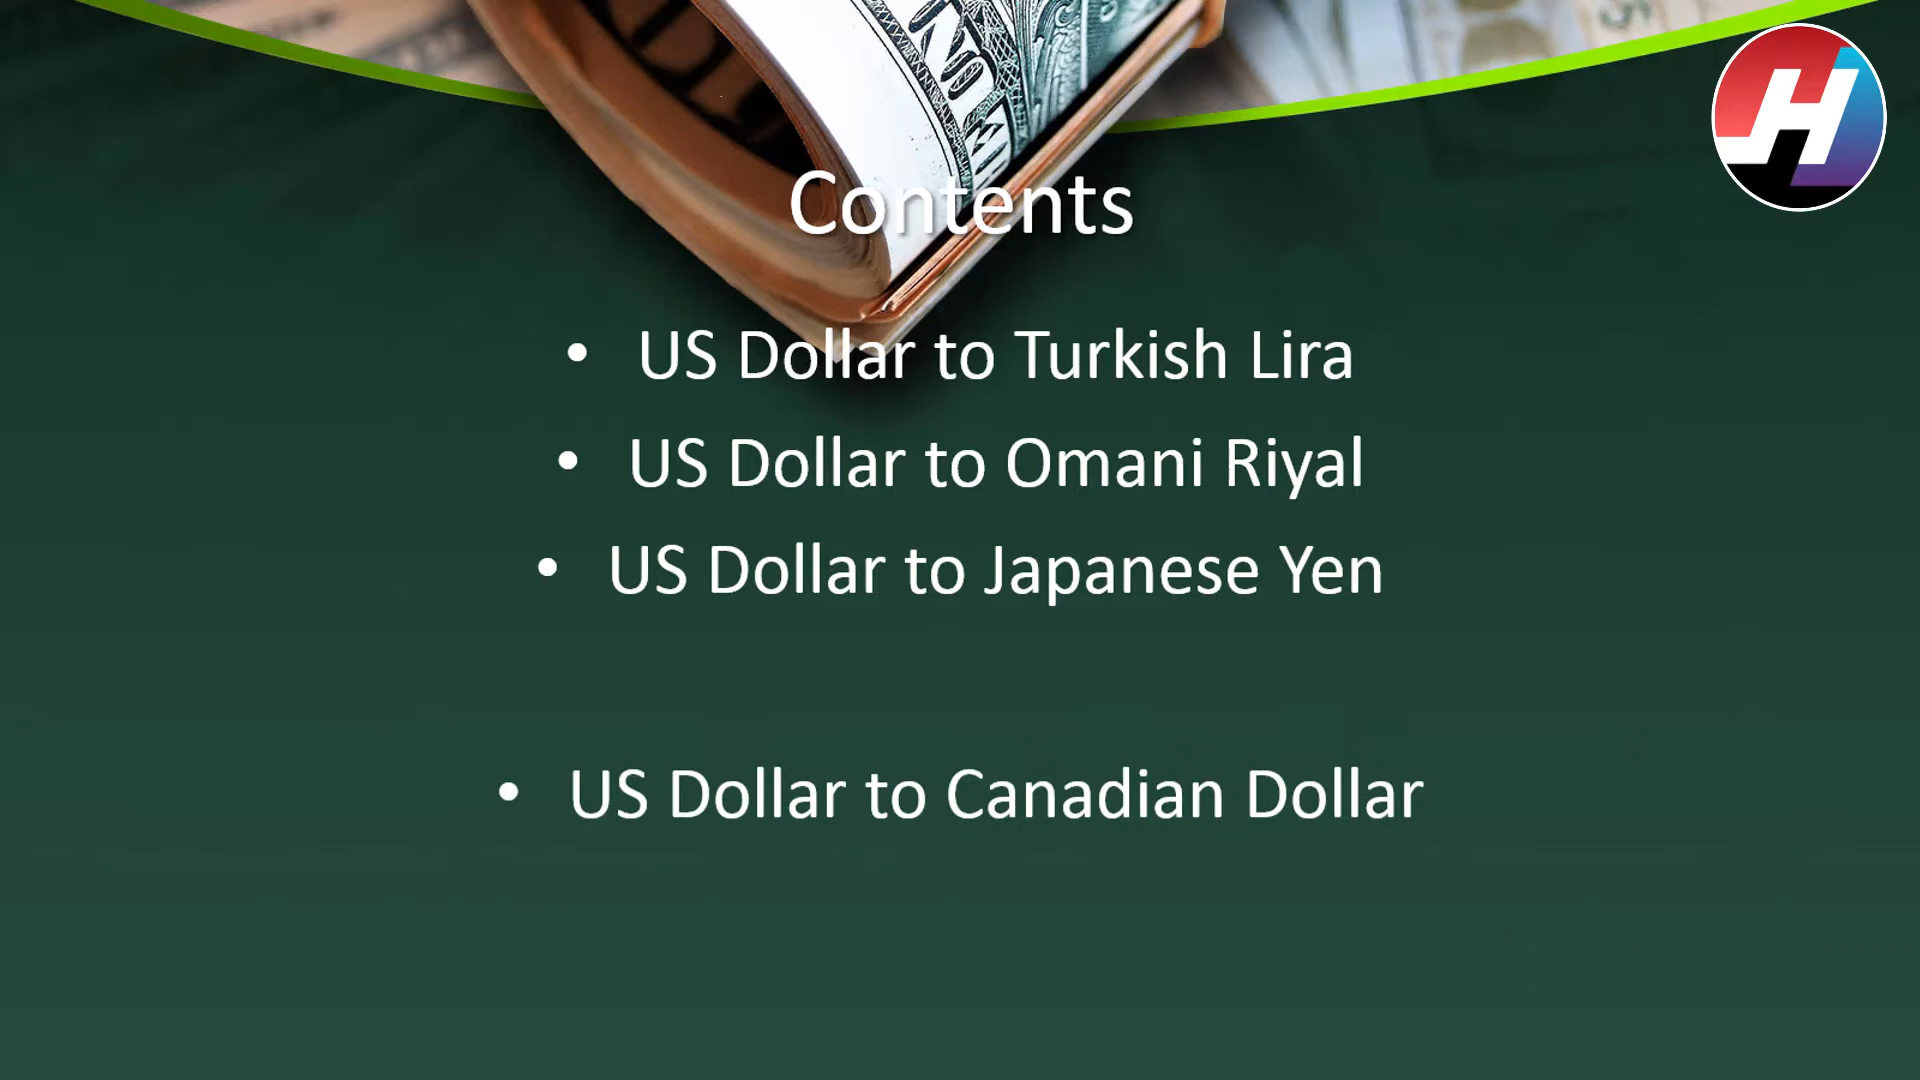 Contents
• US Dollar to Turkish Lira
• US Dollar to Omani Riyal
• US Dollar to Japanese Yen
• US Dollar to Canadian Dollar